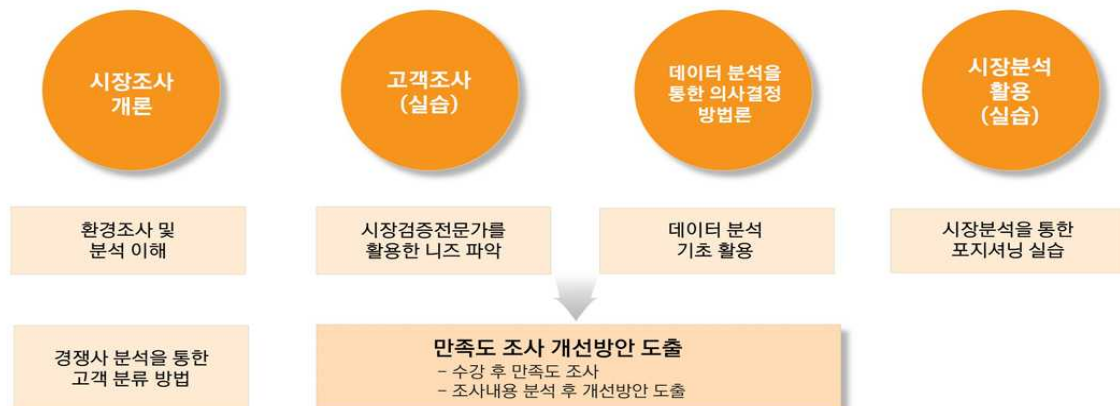 시장조사
개론
고객조사
(실습)
데이터 분석을
통한 의사결정
방법론
시장분석
활용
(실습)
환경조사 및
분석 이해
시장검증전문가를
활용한 니즈 파악
데이터 분석
기초 활용
시장분석을 통한
포지셔닝 실습
경쟁사 분석을 통한
고객 분류 방법
만족도 조사 개선방안 도출
- 수강 후 만족도 조사
- 조사내용 분석 후 개선방안 도출